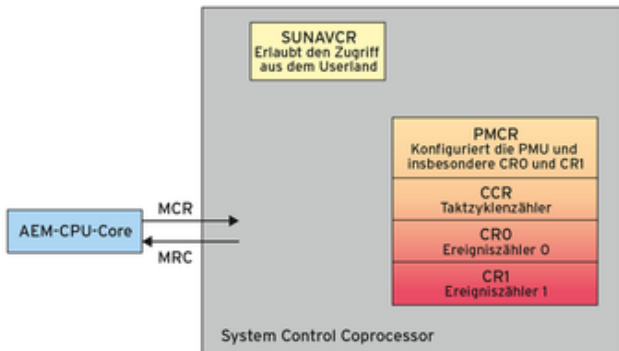 SUNAVCR
Erlaubt den Zugriff
aus dem Userland
PMCR
Konfiguriert die PMU und
insbesondere CR0 und CR1
CCR
Taktzyklenzähler
CR0
Ereigniszähler 0
CR1
Ereigniszähler 1
MCR
AEM-CPU-Core
MRC
System Control Coprocessor